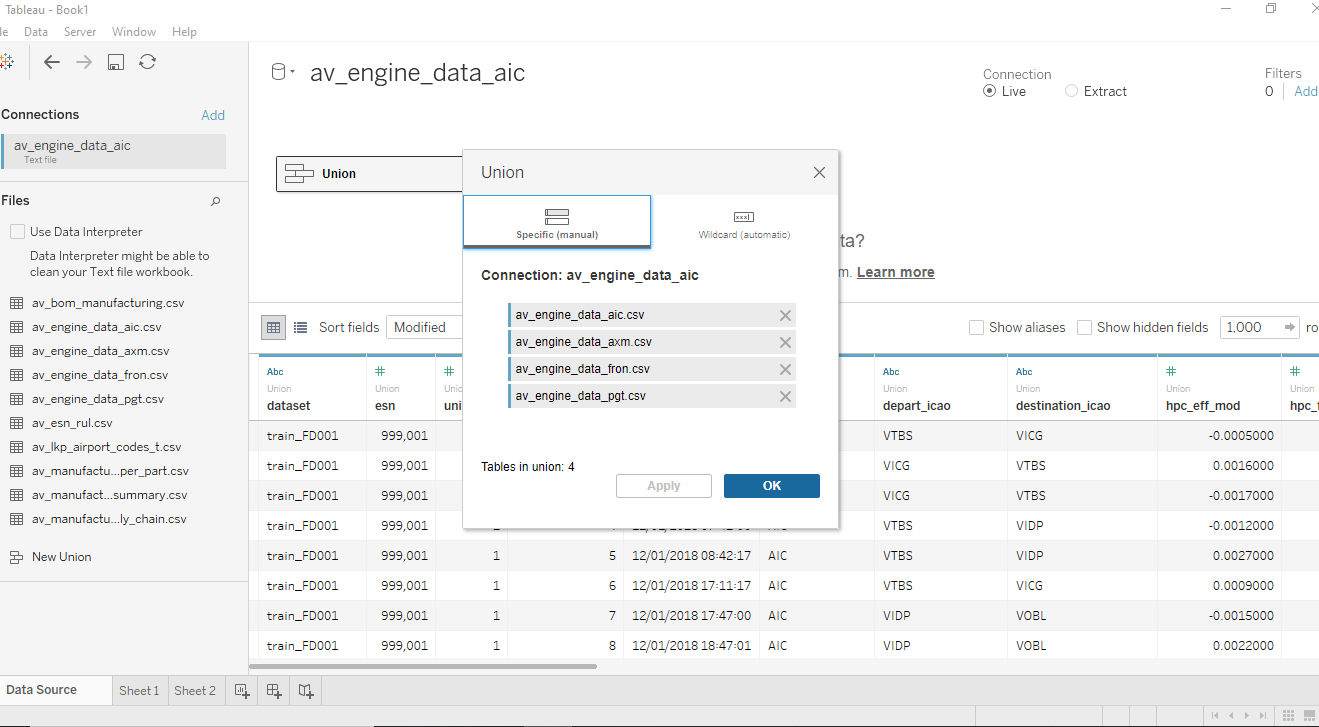 Tableau - Book1
le Data Server Window Help
Connections Add
av_engine_data_aic
Text file
Files
Use Data Interpreter
Data Interpreter might be able to
clean your Text file workbook.
av_bom_manufacturing.csv
av_engine_data_aic.csv
av_engine_data_axm.csv
av_engine_data_fron.csv
av_engine_data_pgt.csv
av_esn_rul.csv
av_lkp_airport_codes_t.csv
av_manufactu...per_part.csv
av_manufact...summary.csv
av_manufactu...ly_chain.csv
New Union
av_engine_data_aic
Connection
Live Extract
Filters
0 Add
Union
Union
Specific (manual) Wildcard (automatic)
Connection: av_engine_data_aic
av_engine_data_aic.csv
av_engine_data_axm.csv
av_engine_data_fron.csv
av_engine_data_pgt.csv
Tables in union: 4
Apply OK
ta?
m. Learn more
Sort fields Modified Show aliases Show hidden fields 1,000 ro
Abc # # Abc Abc # #
Union Union Unic Union Union Union Union
dataset esn uni depart_icao destination_icao hpc_eff_mod hpc_f
train_FD001 999,001 VTBS VICG -0.0005000
train_FD001 999,001 VICG VTBS 0.0016000
train_FD001 999,001 VICG VTBS -0.0017000
train_FD001 999,001 VTBS VIDP -0.0012000
train_FD001 999,001 1 5 12/01/2018 08:42:17 AIC VTBS VIDP 0.0027000
train_FD001 999,001 1 6 12/01/2018 17:11:17 AIC VTBS VICG 0.0009000
train_FD001 999,001 1 7 12/01/2018 17:47:00 AIC VIDP VOBL -0.0015000
train_FD001 999,001 1 8 12/01/2018 18:47:01 AIC VIDP VOBL 0.0022000
Data Source Sheet 1 Sheet 2